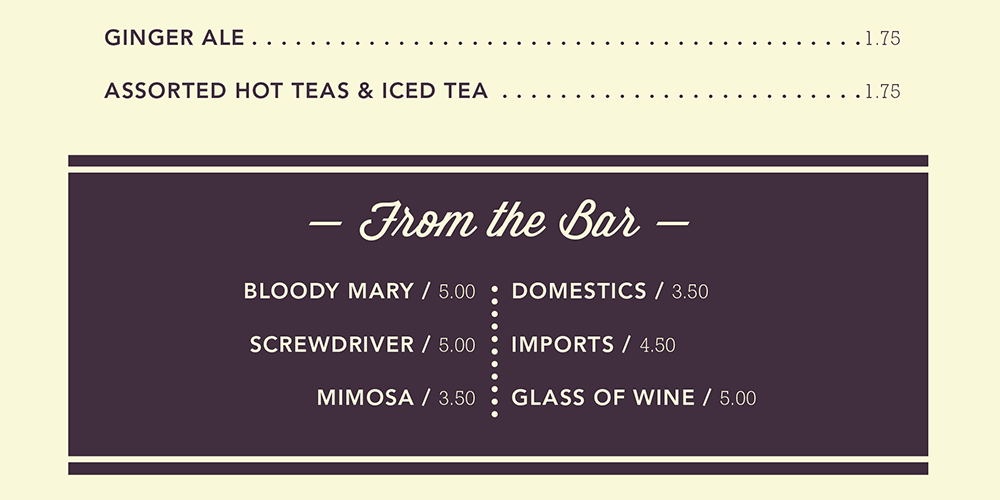 GINGER ALE . . . . . . . . . . . . . . . . . . . . . . . . . . . . . . . . . . . . . . . . . . 1.75
ASSORTED HOT TEAS & ICED TEA . . . . . . . . . . . . . . . . . . . . . . . . . 1.75
— From the Bar —
BLOODY MARY / 5.00
SCREWDRIVER / 5.00
MIMOSA / 3.50
DOMESTICS / 3.50
IMPORTS / 4.50
GLASS OF WINE / 5.00